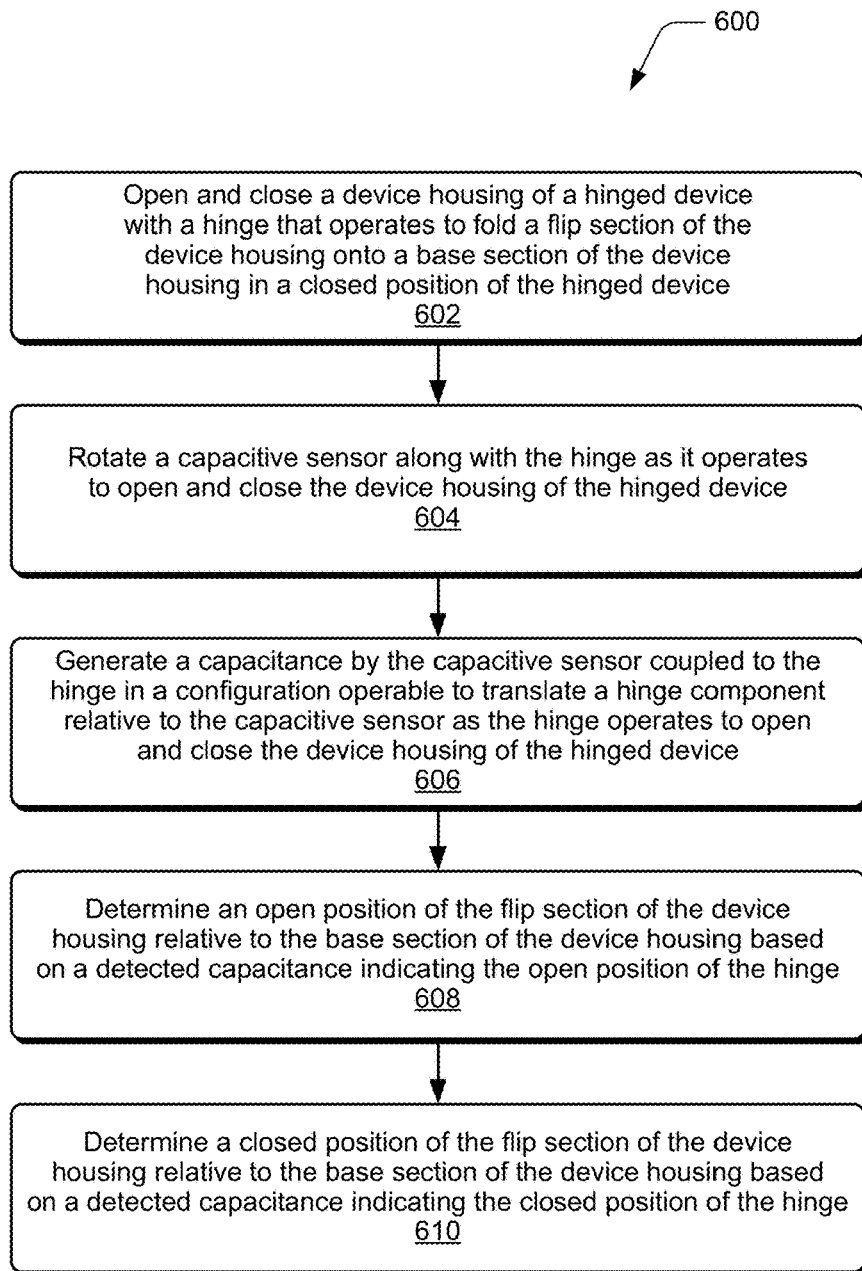 600
Open and close a device housing of a hinged device
with a hinge that operates to fold a flip section of the
device housing onto a base section of the device
housing in a closed position of the hinged device
602
Rotate a capacitive sensor along with the hinge as it operates
to open and close the device housing of the hinged device
604
Generate a capacitance by the capacitive sensor coupled to the
hinge in a configuration operable to translate a hinge component
relative to the capacitive sensor as the hinge operates to open
and close the device housing of the hinged device
606
Determine an open position of the flip section of the device
housing relative to the base section of the device housing based
on a detected capacitance indicating the open position of the hinge
608
Determine a closed position of the flip section of the device
housing relative to the base section of the device housing based
on a detected capacitance indicating the closed position of the hinge
610